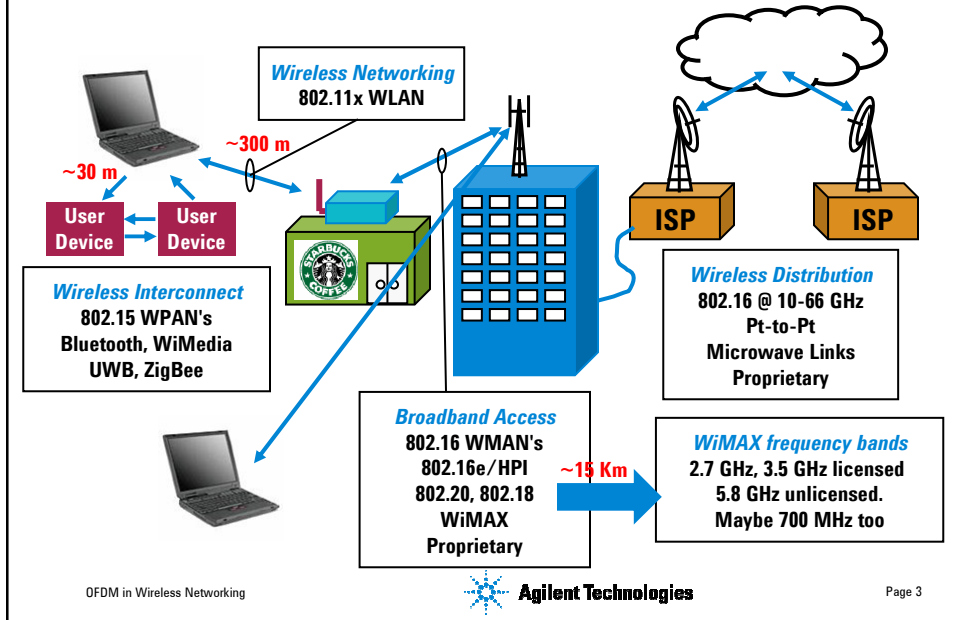 Wireless Networking
802.11x WLAN
~300 m
~30 m
User
Device
User
Device
STARBUCKS
COFFEE
ISP
ISP
Wireless Interconnect
802.15 WPAN's
Bluetooth, WiMedia
UWB, ZigBee
Wireless Distribution
802.16 @ 10-66 GHz
Pt-to-Pt
Microwave Links
Proprietary
Broadband Access
802.16 WMAN's
802.16e/HPI
802.20, 802.18
WiMAX
Proprietary
~15 Km
WiMAX frequency bands
2.7 GHz, 3.5 GHz licensed
5.8 GHz unlicensed.
Maybe 700 MHz too
OFDM in Wireless Networking
Agilent Technologies
Page 3